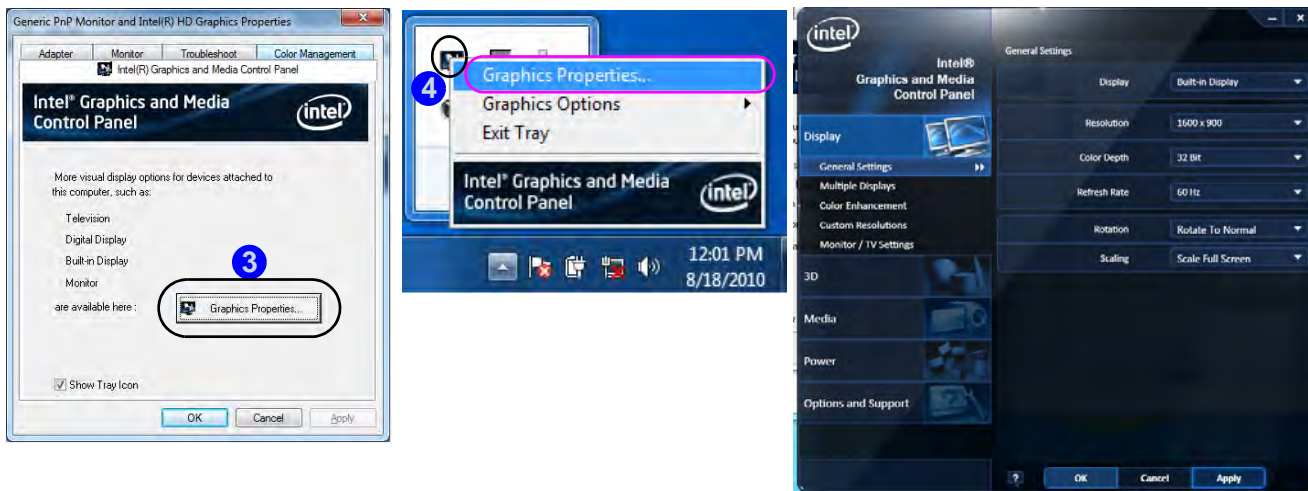 Generic PnP Monitor and Intel(R) HD Graphics Properties
Adapter
Monitor
Troubleshoot
Color Management
Intel(R) Graphics and Media Control Panel
Intel® Graphics and Media
Control Panel
intel
More visual display options for devices attached to
this computer, such as:
Television
Digital Display
Built-in Display
Monitor
are available here :
3
Graphics Properties...
Show Tray Icon
OK
Cancel
Apply
4
Graphics Properties...
Graphics Options
Exit Tray
Intel® Graphics and Media
Control Panel
intel
12:01 PM
8/18/2010
intel
Intel®
Graphics and Media
Control Panel
Display
General Settings
Multiple Displays
Color Enhancement
Custom Resolutions
Monitor / TV Settings
3D
Media
Power
Options and Support
General Settings
Display Built-in Display
Resolution 1600 x 900
Color Depth 32 Bit
Refresh Rate 60 Hz
Rotation Rotate To Normal
Scaling Scale Full Screen
?
OK
Cancel
Apply